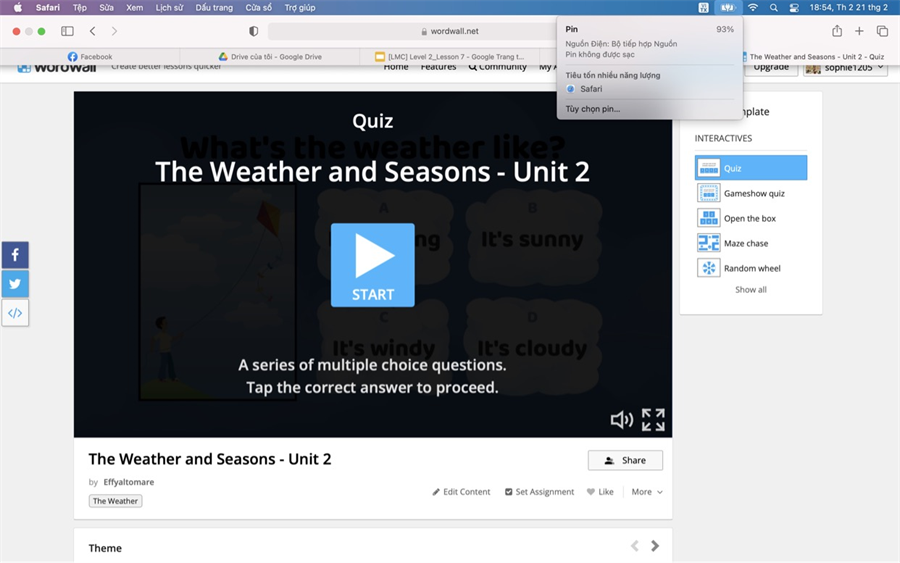 Safari Tệp Sửa Xem Lịch sử Dấu trang Cửa sổ Trợ giúp 18:54, Th 2 21 thg 2
wordwall.net
Facebook Drive của tôi - Google Drive [LMC] Level 2_Lesson 7 - Google Trang t... The Weather and Seasons - Unit 2 - Quiz
Pin 93%
Nguồn Điện: Bộ tiếp hợp Nguồn
Pin không được sạc
Tiêu tốn nhiều năng lượng
Safari
Tùy chọn pin...
wordwall Create better lessons quicker Home Features Community My A Upgrade sophie1205
Quiz
What's the weather like?
The Weather and Seasons - Unit 2
A
B
It's sunny
START
C
It's windy
D
It's cloudy
A series of multiple choice questions.
Tap the correct answer to proceed.
mplate
INTERACTIVES
Quiz
Gameshow quiz
Open the box
Maze chase
Random wheel
Show all
The Weather and Seasons - Unit 2
Share
by Effyaltomare
Edit Content Set Assignment Like More
The Weather
Theme